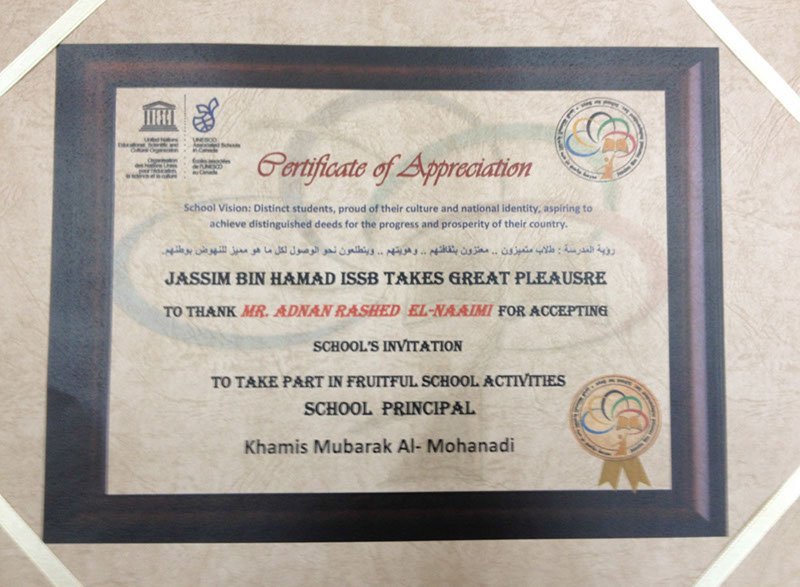 United Nations
Educational, Scientific and
Cultural Organization
Organisation
des Nations Unies
pour l'éducation,
la science et la culture
UNESCO
Associated Schools
in Canada
Écoles associées
de l'UNESCO
au Canada
Certificate of Appreciation
School Vision: Distinct students, proud of their culture and national identity, aspiring to
achieve distinguished deeds for the progress and prosperity of their country.
رؤية المدرسة : طلاب متميزون .. معتزون بثقافتهم .. وهويتهم .. ويتطلعون نحو الوصول لكل ما هو مميز للنهوض بوطنهم.
JASSIM BIN HAMAD ISSB TAKES GREAT PLEAUSRE
TO THANK MR. ADNAN RASHED EL-NAAIMI FOR ACCEPTING
SCHOOL'S INVITATION
TO TAKE PART IN FRUITFUL SCHOOL ACTIVITIES
SCHOOL PRINCIPAL
Khamis Mubarak Al- Mohanadi